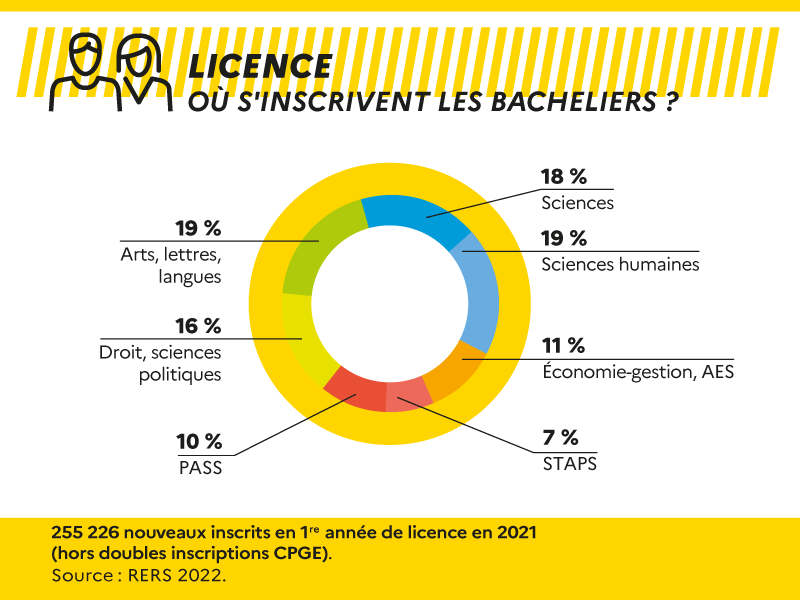 LICENCE
OÙ S'INSCRIVENT LES BACHELIERS ?
18 %
Sciences
19 %
Sciences humaines
11 %
Économie-gestion, AES
7 %
STAPS
10 %
PASS
16 %
Droit, sciences
politiques
19 %
Arts, lettres,
langues
255 226 nouveaux inscrits en 1re année de licence en 2021
(hors doubles inscriptions CPGE).
Source : RERS 2022.